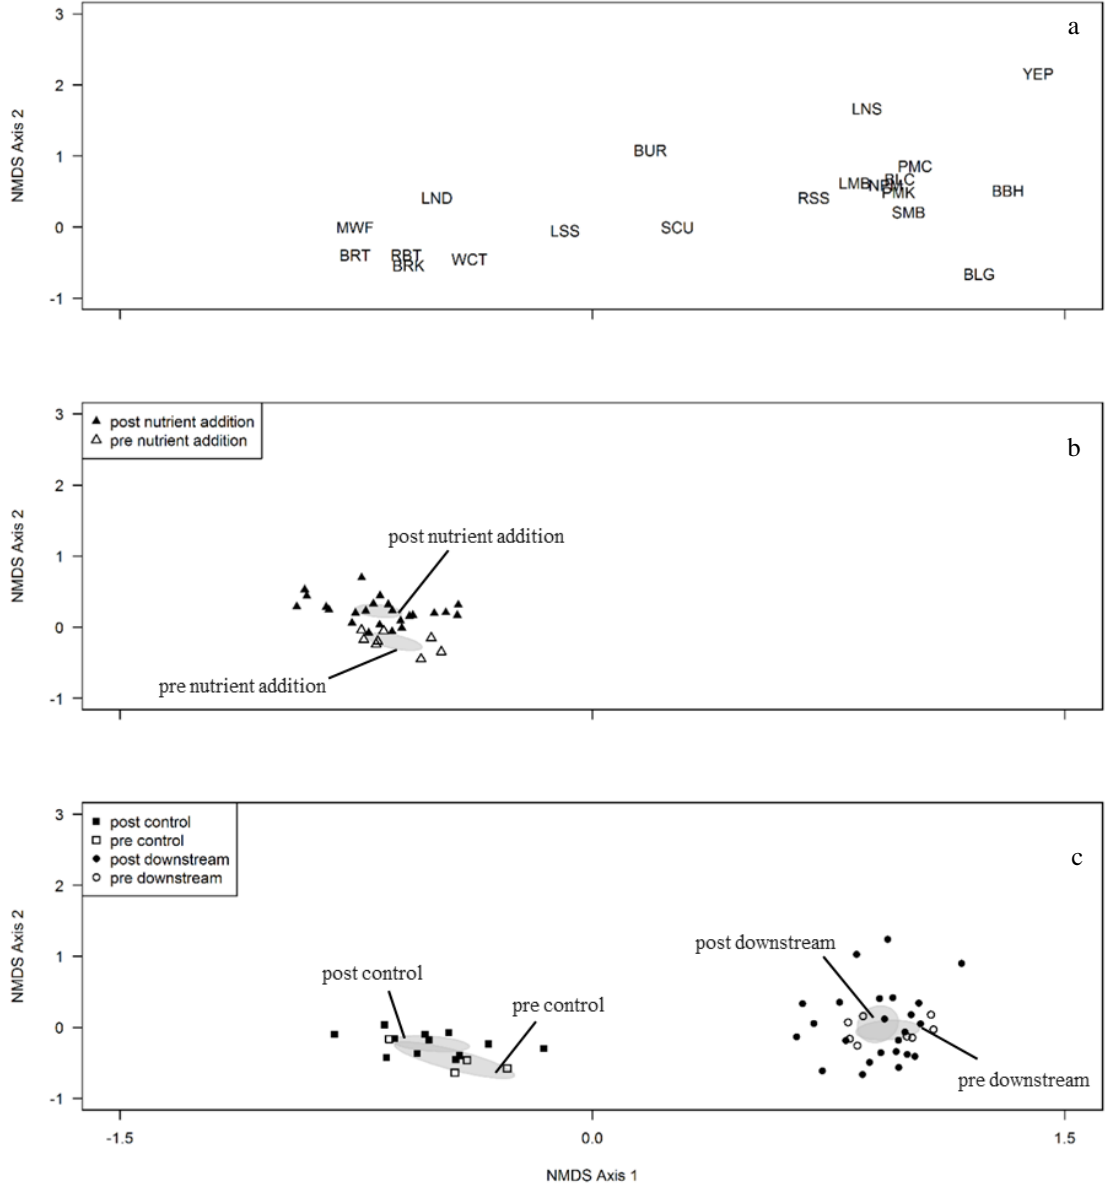 a
3
2
1
0
-1
NMDS Axis 2
YEP
LNS
BUR
PMC
BLC
LMB
NPM
BBH
PMK
RSS
LND
SMB
MWF
LSS
SCU
BRT
RBT
WCT
BRK
BLG
b
post nutrient addition
pre nutrient addition
3
2
1
0
-1
NMDS Axis 2
post nutrient addition
pre nutrient addition
c
post control
pre control
post downstream
pre downstream
3
2
1
0
-1
NMDS Axis 2
post downstream
post control
pre control
pre downstream
-1.5
0.0
1.5
NMDS Axis 1